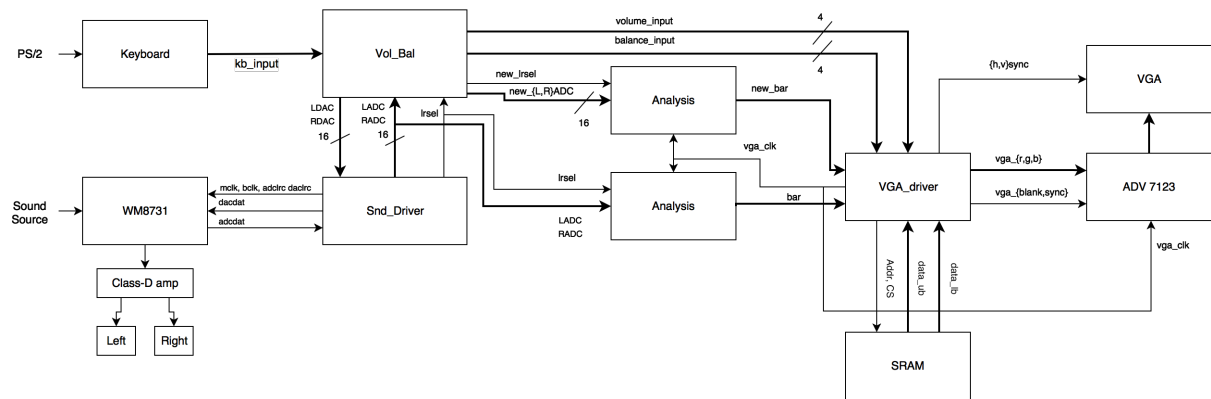 volume_input
4
balance_input
4
PS/2
Keyboard
kb_input
Vol_Bal
new_lrsel
new_{L,R}ADC
16
Analysis
new_bar
{h,v}sync
VGA
LDAC
RDAC
16
LADC
RADC
16
lrsel
vga_clk
lrsel
Sound
Source
WM8731
mclk, bclk, adclrc daclrc
dacdat
adcdat
Snd_Driver
LADC
RADC
Analysis
bar
VGA_driver
vga_{r,g,b}
vga_{blank,sync}
ADV 7123
vga_clk
Class-D amp
Left
Right
Addr, CS
data_ub
data_lb
SRAM